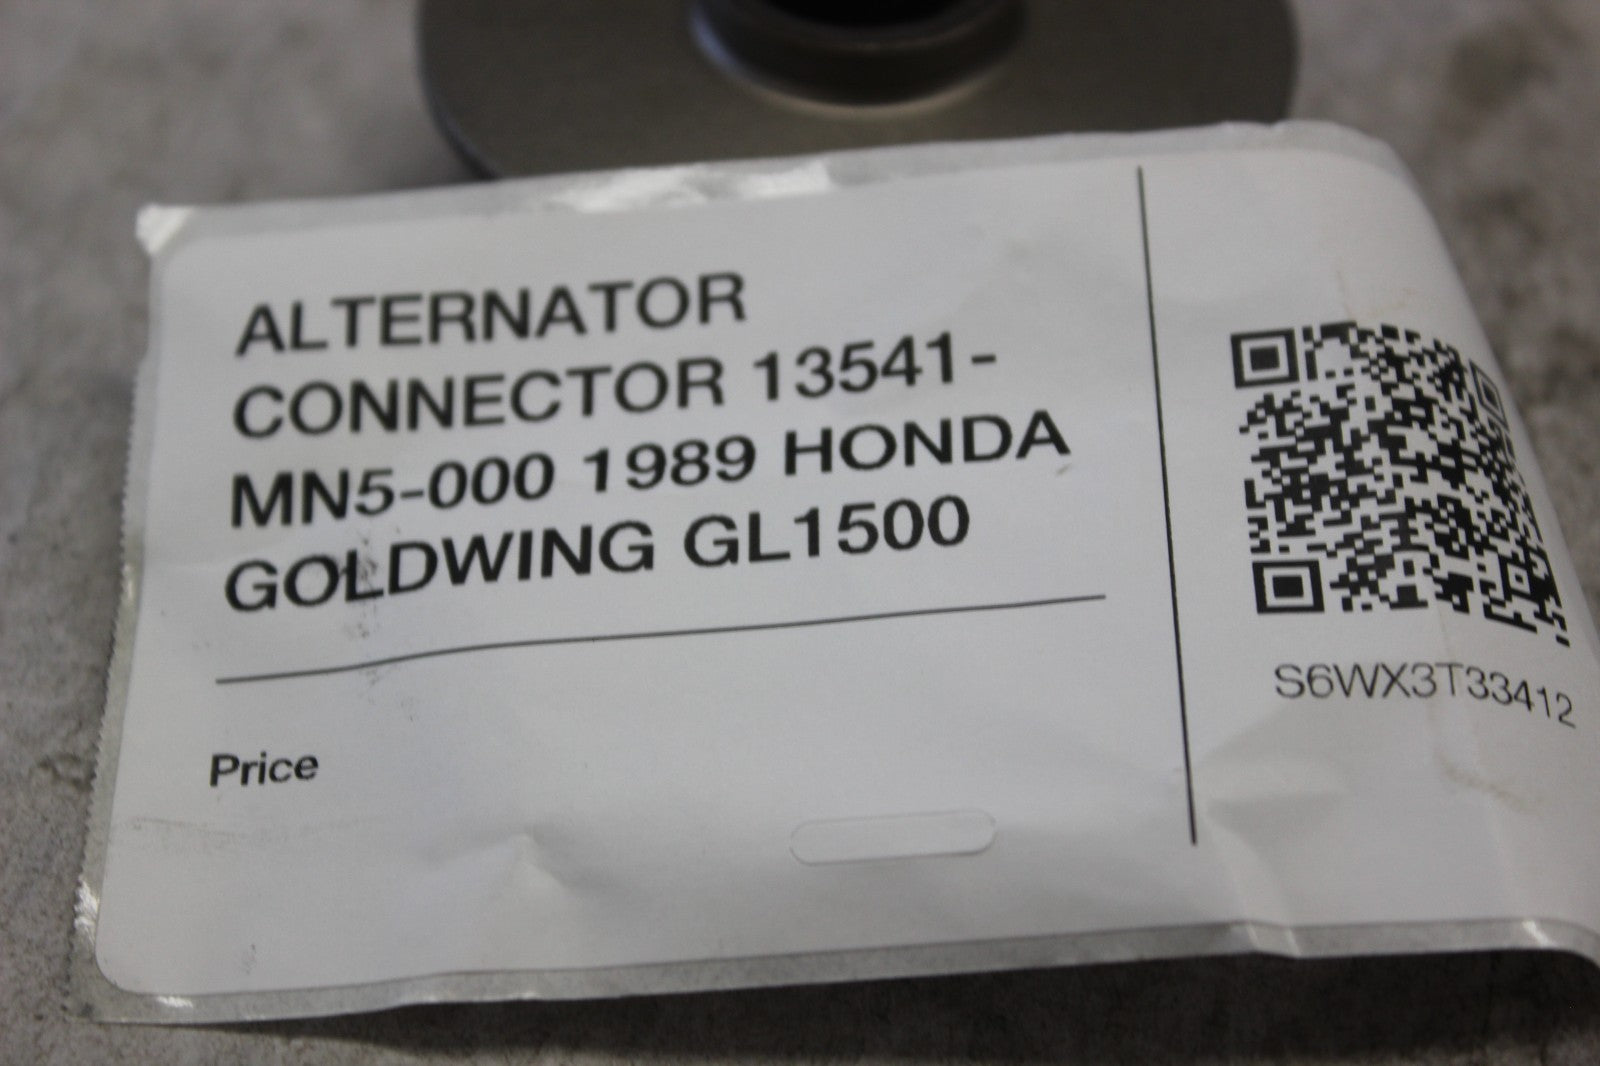 ALTERNATOR
CONNECTOR 13541-
MN5-000 1989 HONDA
GOLDWING GL1500
Price
S6WX3T33412